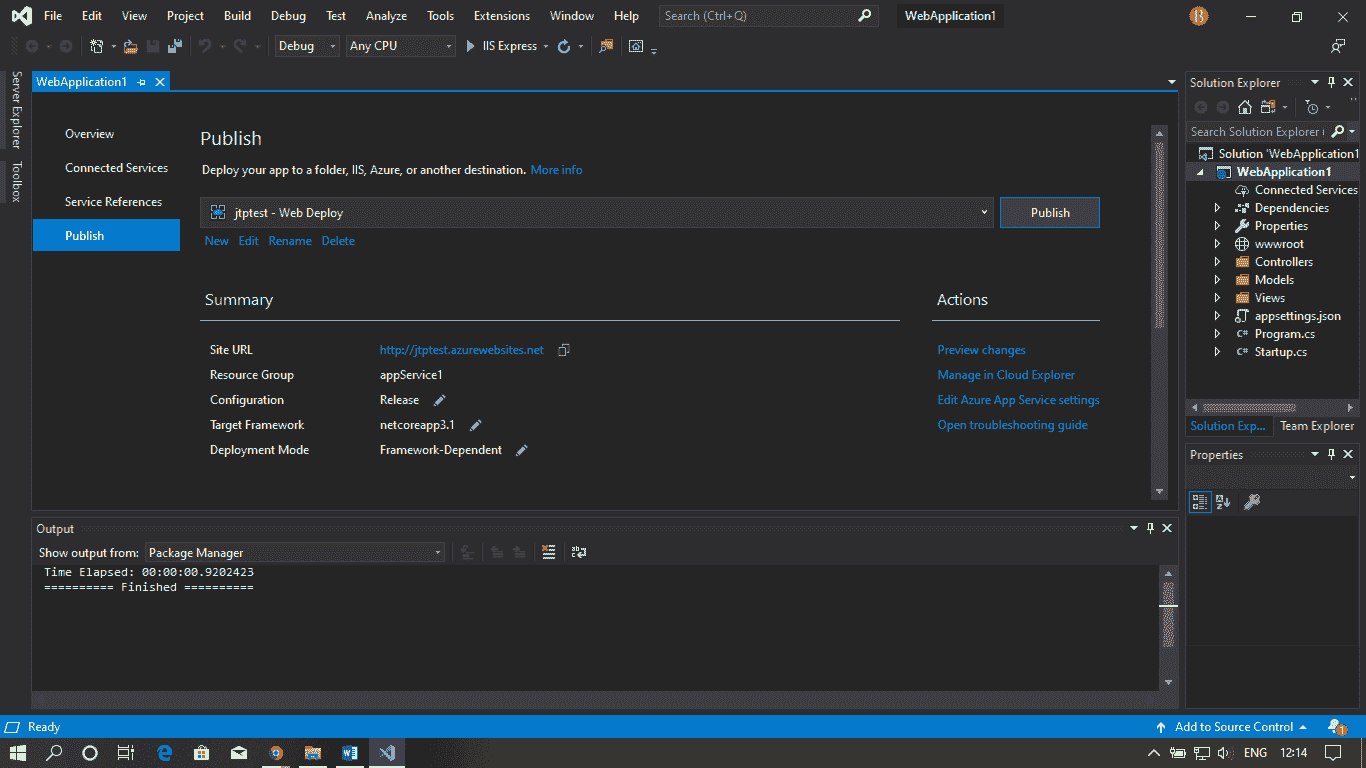 File Edit View Project Build Debug Test Analyze Tools Extensions Window Help Search (Ctrl+Q) WebApplication1
Debug Any CPU IIS Express
Server Explorer
Toolbox
WebApplication1
Overview
Connected Services
Service References
Publish
Publish
Deploy your app to a folder, IIS, Azure, or another destination. More info
jtptest - Web Deploy Publish
New Edit Rename Delete
Summary
Site URL http://jtptest.azurewebsites.net
Resource Group appService1
Configuration Release
Target Framework netcoreapp3.1
Deployment Mode Framework-Dependent
Actions
Preview changes
Manage in Cloud Explorer
Edit Azure App Service settings
Open troubleshooting guide
Output
Show output from: Package Manager
Time Elapsed: 00:00:00.9202423
========== Finished ==========
Solution Explorer
Search Solution Explorer (
Solution 'WebApplication1
WebApplication1
Connected Services
Dependencies
Properties
wwwroot
Controllers
Models
Views
appsettings.json
C# Program.cs
C# Startup.cs
Solution Exp... Team Explorer
Properties
Ready Add to Source Control 1
ENG 12:14